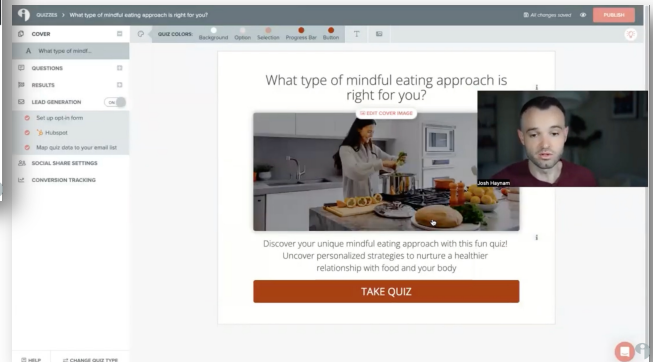 QUIZZES > What type of mindful eating approach is right for you?
All changes saved
PUBLISH
COVER
A What type of mindf...
QUESTIONS
RESULTS
LEAD GENERATION
ON
Set up opt-in form
Hubspot
Map quiz data to your email list
SOCIAL SHARE SETTINGS
CONVERSION TRACKING
HELP
CHANGE QUIZ TYPE
QUIZ COLORS:
Background
Option
Selection
Progress Bar
Button
T
What type of mindful eating approach is
right for you?
EDIT COVER IMAGE
Josh Haynam
Discover your unique mindful eating approach with this fun quiz!
Uncover personalized strategies to nurture a healthier
relationship with food and your body
TAKE QUIZ